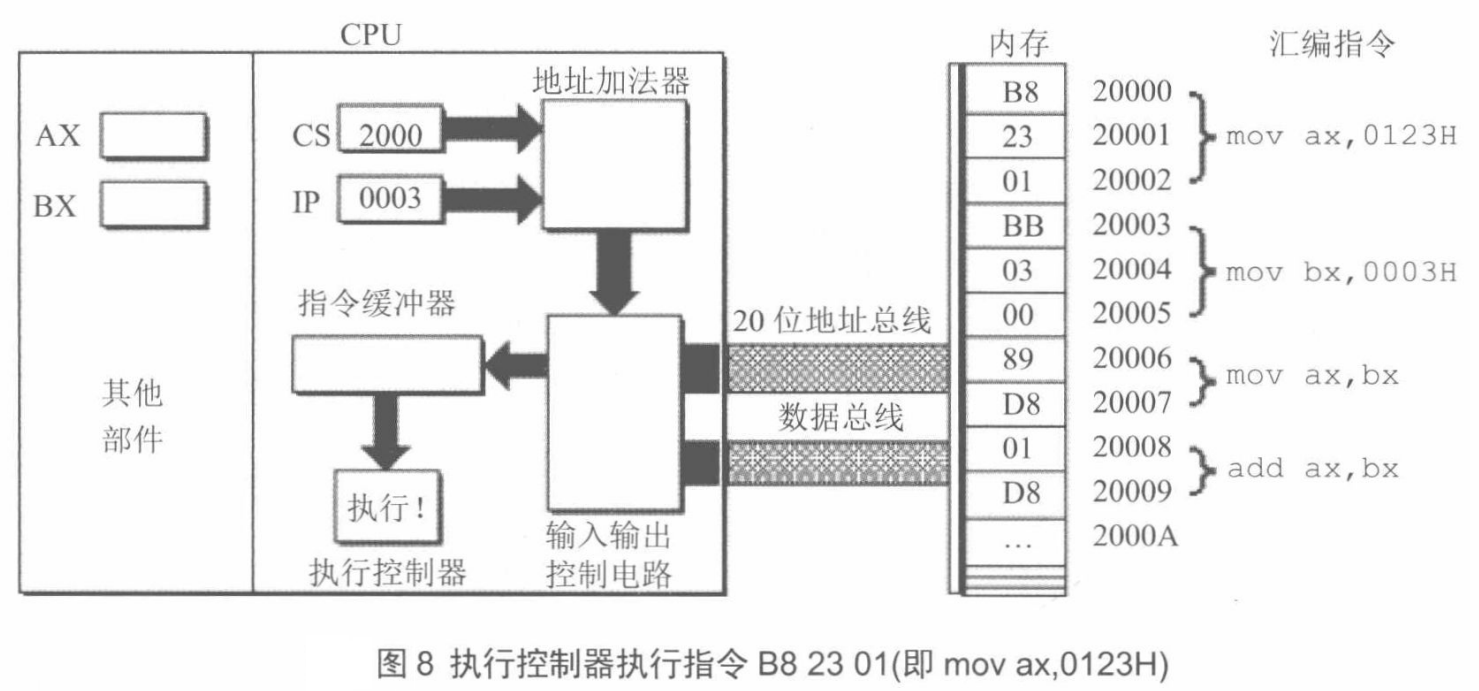 CPU
内存
汇编指令
地址加法器
AX
BX
CS 2000
IP 0003
指令缓冲器
其他
部件
执行！
执行控制器
输入输出
控制电路
20 位地址总线
数据总线
B8 20000
23 20001 mov ax,0123H
01 20002
BB 20003
03 20004 mov bx,0003H
00 20005
89 20006
mov ax,bx
D8 20007
01 20008
add ax,bx
D8 20009
… 2000A
图 8 执行控制器执行指令 B8 23 01(即 mov ax,0123H)